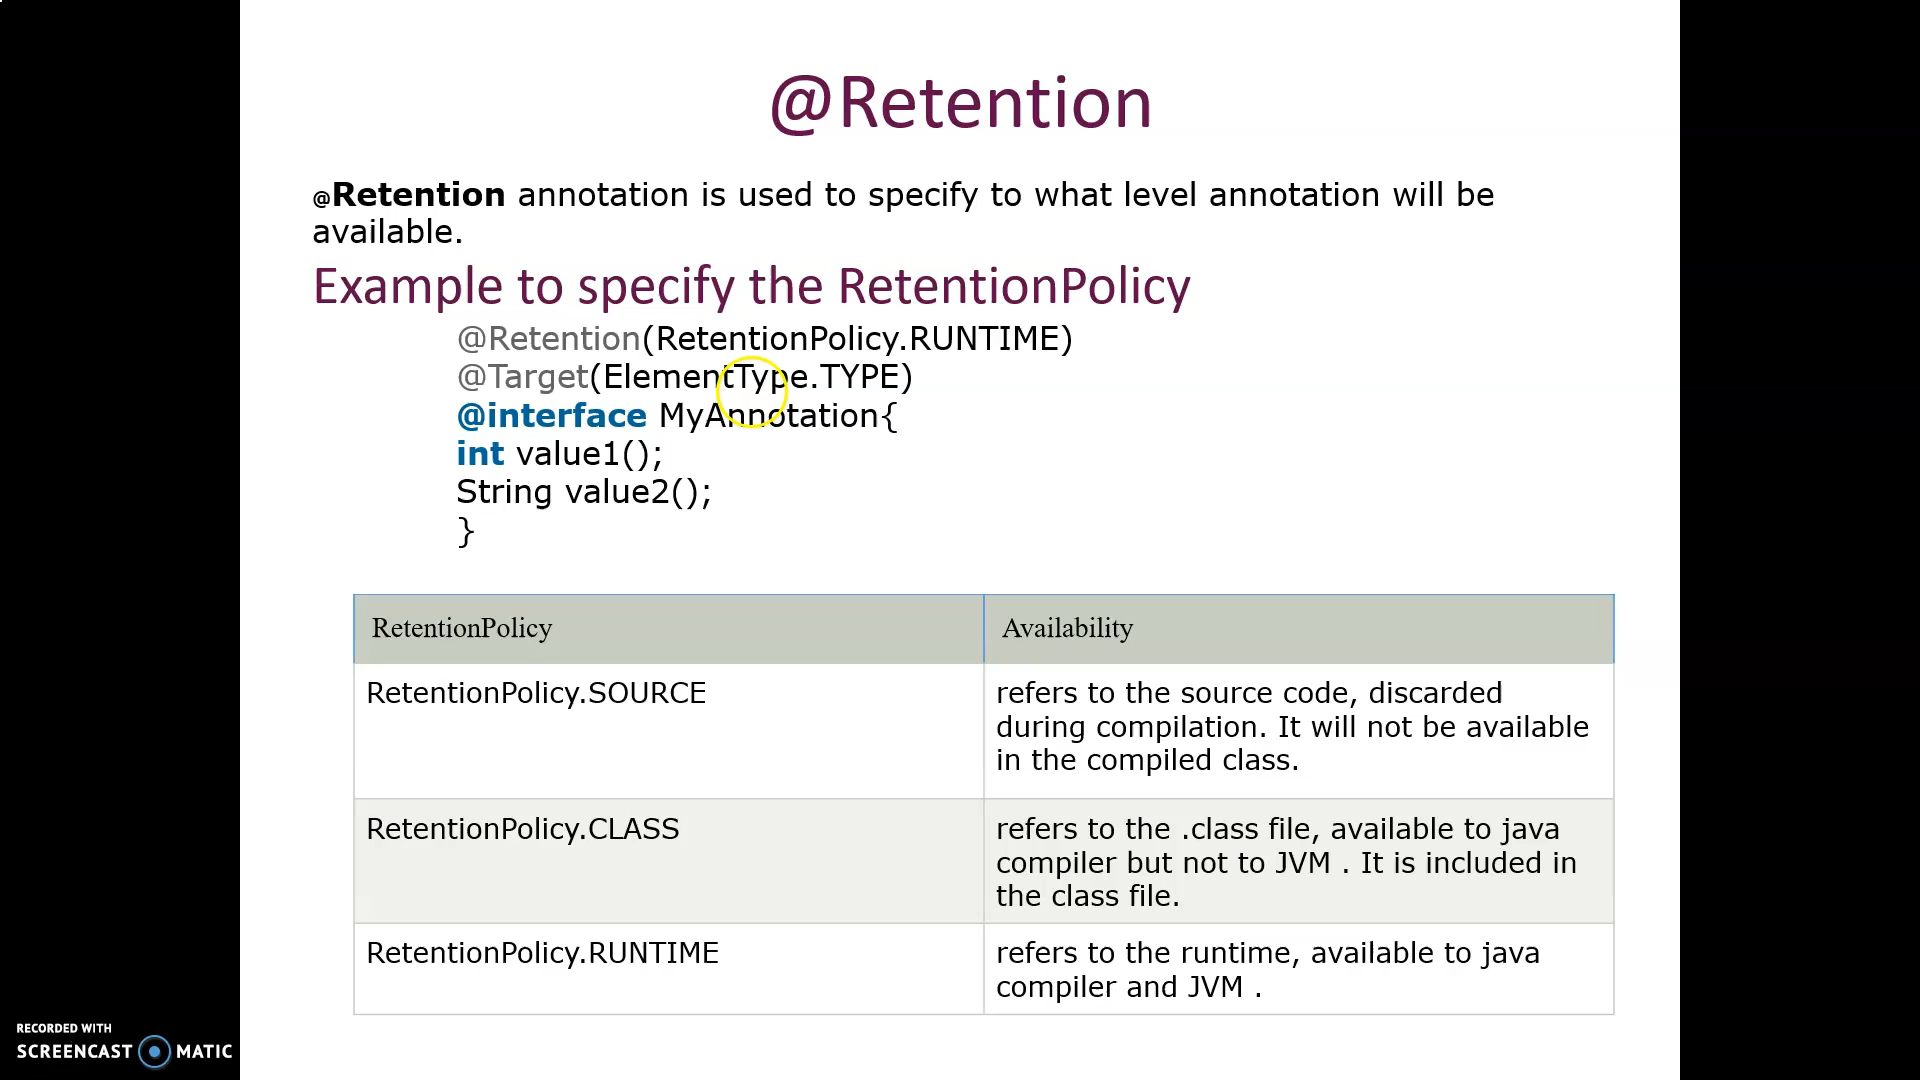 @Retention
@Retention annotation is used to specify to what level annotation will be
available.
Example to specify the RetentionPolicy
@Retention(RetentionPolicy.RUNTIME)
@Target(ElementType.TYPE)
@interface MyAnnotation{
int value1();
String value2();
}
RetentionPolicy
Availability
RetentionPolicy.SOURCE
refers to the source code, discarded
during compilation. It will not be available
in the compiled class.
RetentionPolicy.CLASS
refers to the .class file, available to java
compiler but not to JVM . It is included in
the class file.
RetentionPolicy.RUNTIME
refers to the runtime, available to java
compiler and JVM .
RECORDED WITH
SCREENCAST MATIC